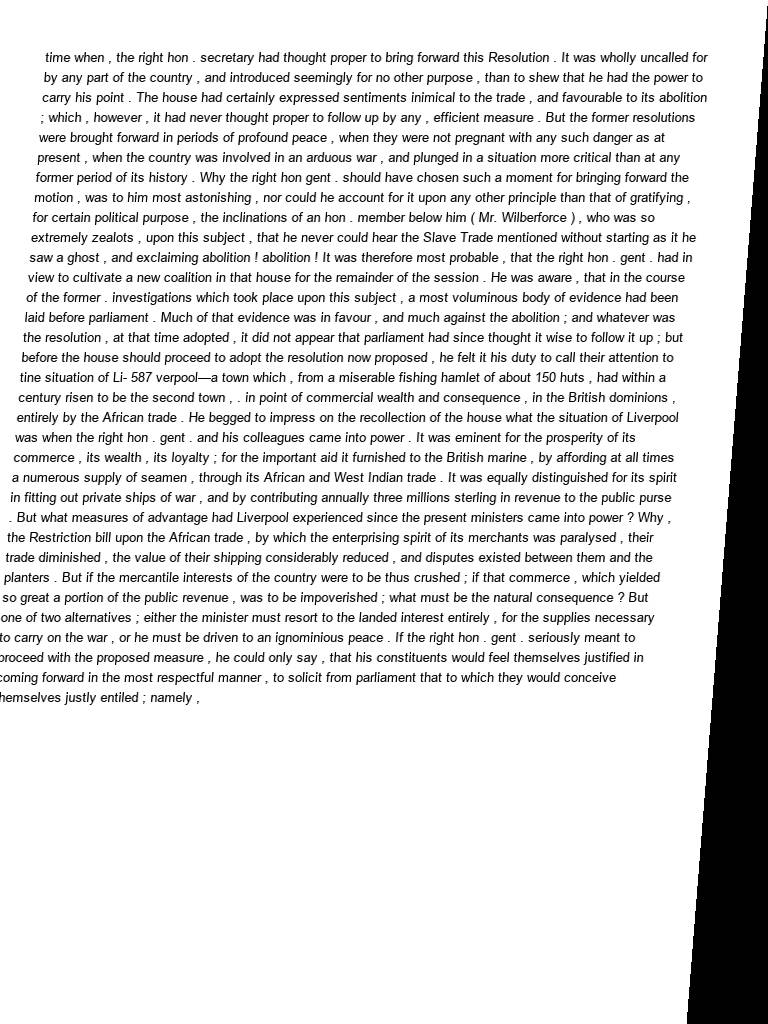 time when , the right hon . secretary had thought proper to bring forward this Resolution . It was wholly uncalled for
by any part of the country , and introduced seemingly for no other purpose , than to shew that he had the power to
carry his point . The house had certainly expressed sentiments inimical to the trade , and favourable to its abolition
; which , however , it had never thought proper to follow up by any , efficient measure . But the former resolutions
were brought forward in periods of profound peace , when they were not pregnant with any such danger as at
present , when the country was involved in an arduous war , and plunged in a situation more critical than at any
former period of its history . Why the right hon gent . should have chosen such a moment for bringing forward the
motion , was to him most astonishing , nor could he account for it upon any other principle than that of gratifying ,
for certain political purpose , the inclinations of an hon . member below him ( Mr. Wilberforce ) , who was so
extremely zealots , upon this subject , that he never could hear the Slave Trade mentioned without starting as it he
saw a ghost , and exclaiming abolition ! abolition ! It was therefore most probable , that the right hon . gent . had in
view to cultivate a new coalition in that house for the remainder of the session . He was aware , that in the course
of the former . investigations which took place upon this subject , a most voluminous body of evidence had been
laid before parliament . Much of that evidence was in favour , and much against the abolition ; and whatever was
the resolution , at that time adopted , it did not appear that parliament had since thought it wise to follow it up ; but
before the house should proceed to adopt the resolution now proposed , he felt it his duty to call their attention to
tine situation of Li- 587 verpool—a town which , from a miserable fishing hamlet of about 150 huts , had within a
century risen to be the second town , . in point of commercial wealth and consequence , in the British dominions ,
entirely by the African trade . He begged to impress on the recollection of the house what the situation of Liverpool
was when the right hon . gent . and his colleagues came into power . It was eminent for the prosperity of its
commerce , its wealth , its loyalty ; for the important aid it furnished to the British marine , by affording at all times
a numerous supply of seamen , through its African and West Indian trade . It was equally distinguished for its spirit
in fitting out private ships of war , and by contributing annually three millions sterling in revenue to the public purse
. But what measures of advantage had Liverpool experienced since the present ministers came into power ? Why ,
the Restriction bill upon the African trade , by which the enterprising spirit of its merchants was paralysed , their
trade diminished , the value of their shipping considerably reduced , and disputes existed between them and the
planters . But if the mercantile interests of the country were to be thus crushed ; if that commerce , which yielded
so great a portion of the public revenue , was to be impoverished ; what must be the natural consequence ? But
one of two alternatives ; either the minister must resort to the landed interest entirely , for the supplies necessary
to carry on the war , or he must be driven to an ignominious peace . If the right hon . gent . seriously meant to
proceed with the proposed measure , he could only say , that his constituents would feel themselves justified in
coming forward in the most respectful manner , to solicit from parliament that to which they would conceive
themselves justly entiled ; namely ,